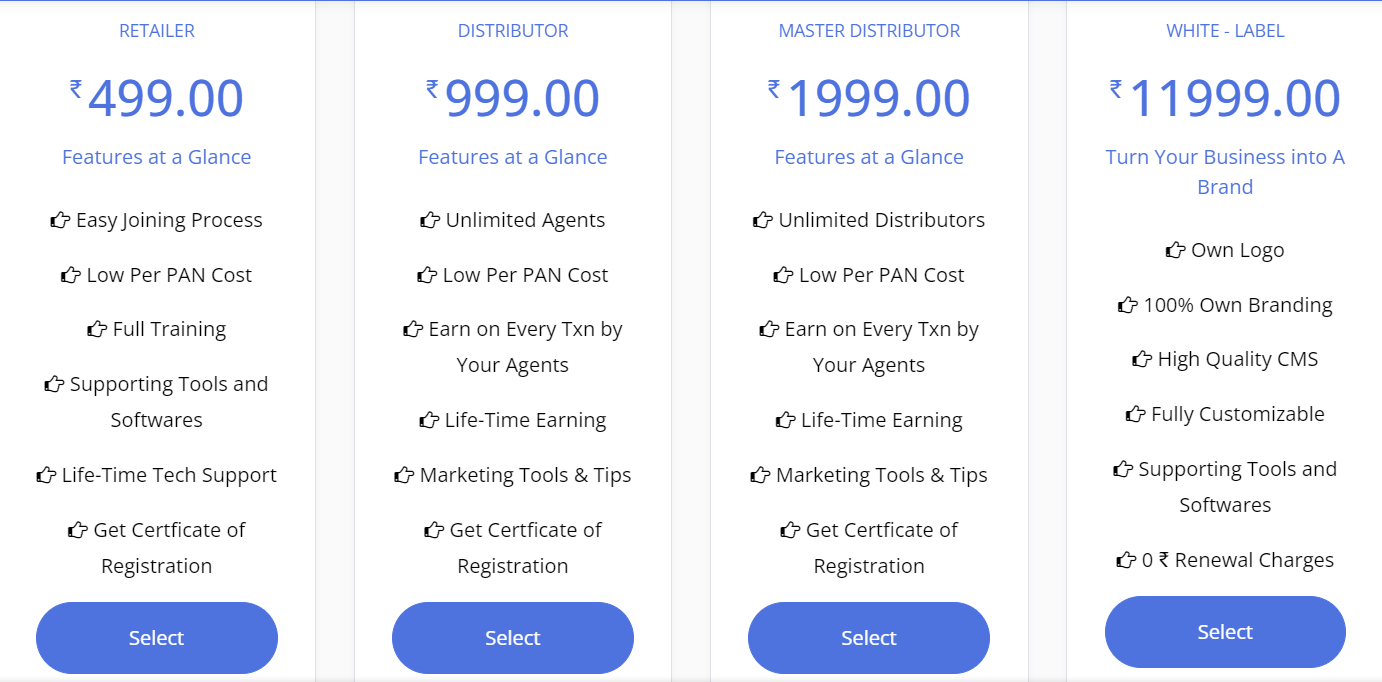 RETAILER
₹ 499.00
Features at a Glance
Easy Joining Process
Low Per PAN Cost
Full Training
Supporting Tools and
Softwares
Life-Time Tech Support
Get Certficate of
Registration
Select
DISTRIBUTOR
₹ 999.00
Features at a Glance
Unlimited Agents
Low Per PAN Cost
Earn on Every Txn by
Your Agents
Life-Time Earning
Marketing Tools & Tips
Get Certficate of
Registration
Select
MASTER DISTRIBUTOR
₹ 1999.00
Features at a Glance
Unlimited Distributors
Low Per PAN Cost
Earn on Every Txn by
Your Agents
Life-Time Earning
Marketing Tools & Tips
Get Certficate of
Registration
Select
WHITE - LABEL
₹ 11999.00
Turn Your Business into A
Brand
Own Logo
100% Own Branding
High Quality CMS
Fully Customizable
Supporting Tools and
Softwares
0 ₹ Renewal Charges
Select